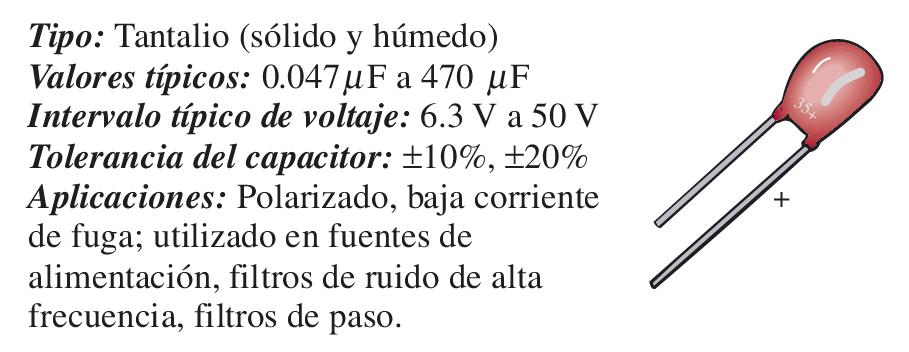 Tipo: Tantalio (sólido y húmedo)
Valores típicos: 0.047 μF a 470 μF
Intervalo típico de voltaje: 6.3 V a 50 V
Tolerancia del capacitor: ±10%, ±20%
Aplicaciones: Polarizado, baja corriente
de fuga; utilizado en fuentes de
alimentación, filtros de ruido de alta
frecuencia, filtros de paso.
35+
+